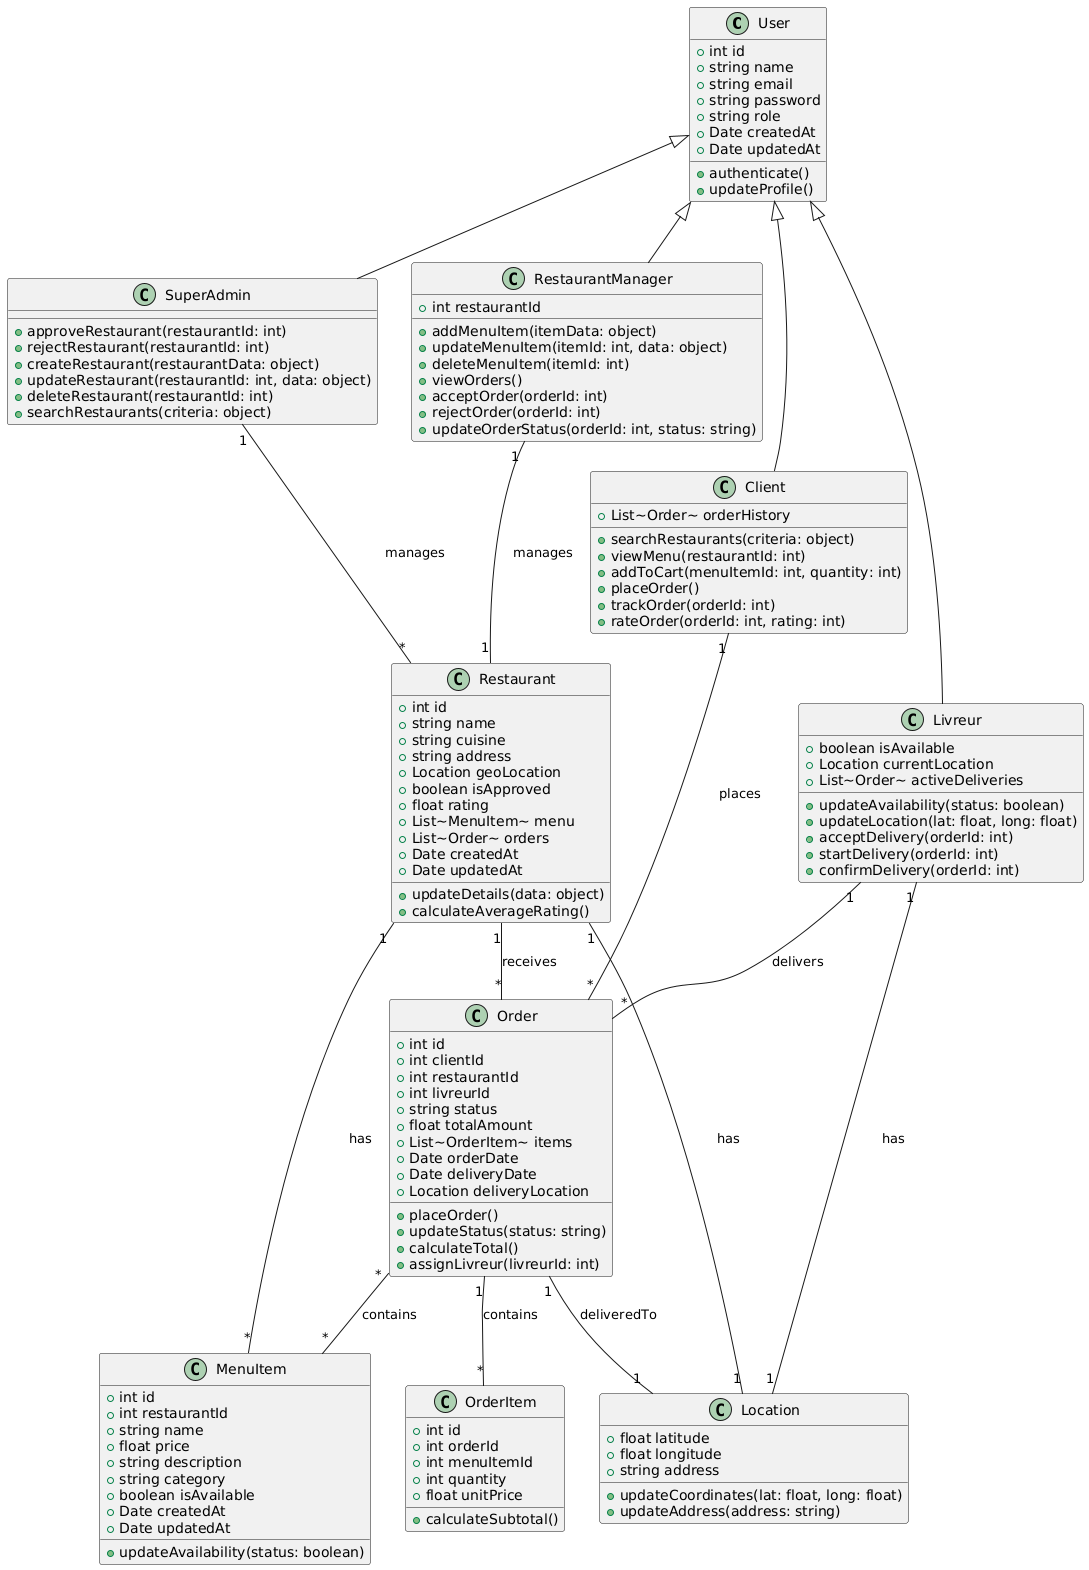 C User
int id
string name
string email
string password
string role
Date createdAt
Date updatedAt
authenticate()
updateProfile()
C SuperAdmin
approveRestaurant(restaurantId: int)
rejectRestaurant(restaurantId: int)
createRestaurant(restaurantData: object)
updateRestaurant(restaurantId: int, data: object)
deleteRestaurant(restaurantId: int)
searchRestaurants(criteria: object)
C RestaurantManager
int restaurantId
addMenuItem(itemData: object)
updateMenuItem(itemId: int, data: object)
deleteMenuItem(itemId: int)
viewOrders()
acceptOrder(orderId: int)
rejectOrder(orderId: int)
updateOrderStatus(orderId: int, status: string)
1
1
C Client
List~Order~ orderHistory
searchRestaurants(criteria: object)
viewMenu(restaurantId: int)
addToCart(menuItemId: int, quantity: int)
placeOrder()
trackOrder(orderId: int)
rateOrder(orderId: int, rating: int)
manages
manages
*
1
1
C Restaurant
int id
string name
string cuisine
string address
Location geoLocation
boolean isApproved
float rating
List~MenuItem~ menu
List~Order~ orders
Date createdAt
Date updatedAt
updateDetails(data: object)
calculateAverageRating()
places
C Livreur
boolean isAvailable
Location currentLocation
List~Order~ activeDeliveries
updateAvailability(status: boolean)
updateLocation(lat: float, long: float)
acceptDelivery(orderId: int)
startDelivery(orderId: int)
confirmDelivery(orderId: int)
1
1
1
1
1
receives
delivers
*
*
*
C Order
int id
int clientId
int restaurantId
int livreurId
string status
float totalAmount
List~OrderItem~ items
Date orderDate
Date deliveryDate
Location deliveryLocation
placeOrder()
updateStatus(status: string)
calculateTotal()
assignLivreur(livreurId: int)
has
has
has
*
1
1
contains
contains
deliveredTo
*
*
*
1
1
1
C MenuItem
int id
int restaurantId
string name
float price
string description
string category
boolean isAvailable
Date createdAt
Date updatedAt
updateAvailability(status: boolean)
C OrderItem
int id
int orderId
int menuItemId
int quantity
float unitPrice
calculateSubtotal()
C Location
float latitude
float longitude
string address
updateCoordinates(lat: float, long: float)
updateAddress(address: string)